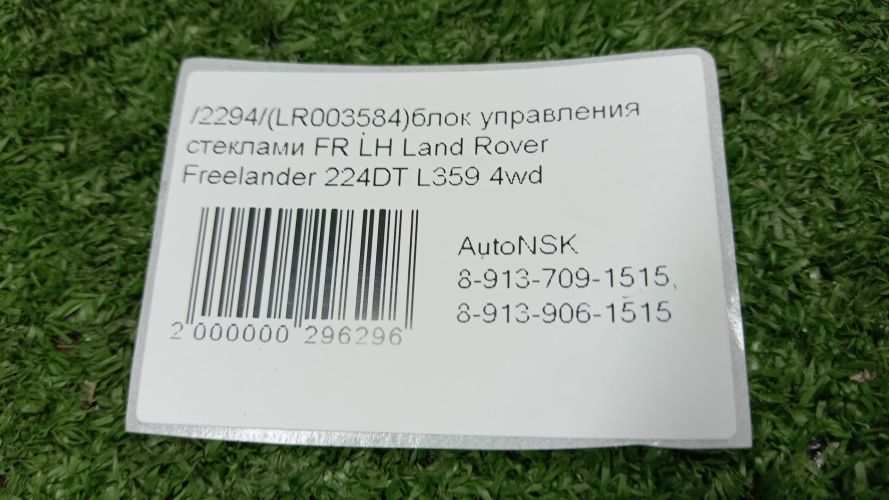 /2294/(LR003584)блок управления
стеклами FR LH Land Rover
Freelander 224DT L359 4wd
AutoNSK
8-913-709-1515,
8-913-906-1515
2 000000 296296